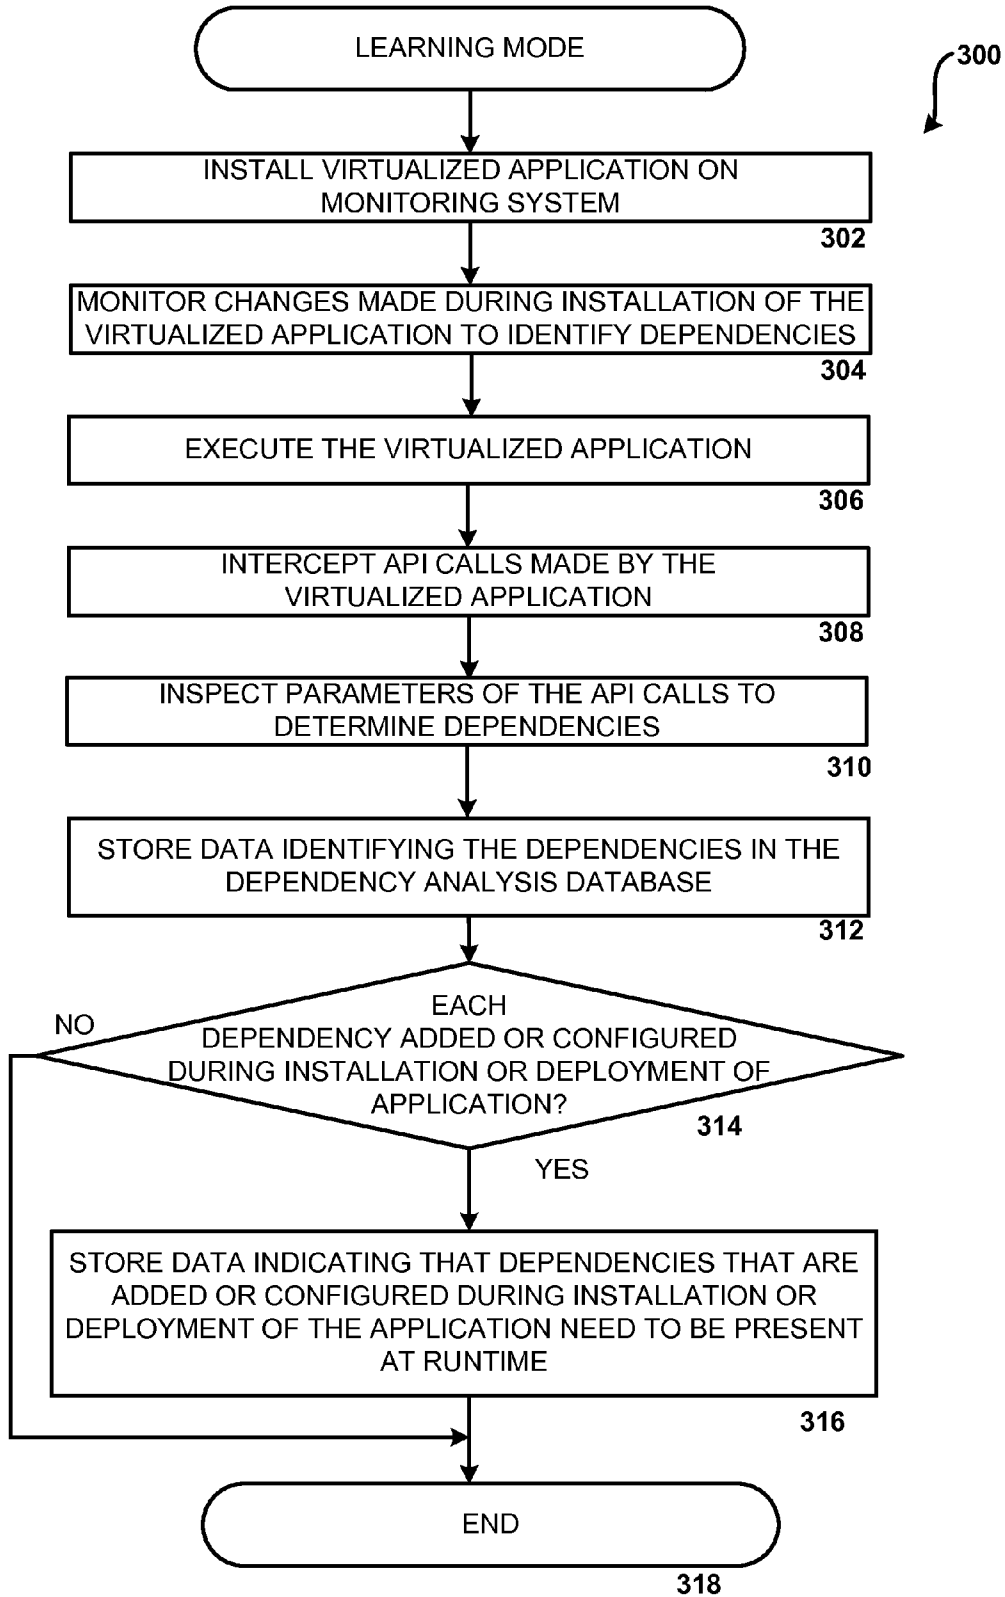 LEARNING MODE
300
INSTALL VIRTUALIZED APPLICATION ON
MONITORING SYSTEM
302
MONITOR CHANGES MADE DURING INSTALLATION OF THE
VIRTUALIZED APPLICATION TO IDENTIFY DEPENDENCIES
304
EXECUTE THE VIRTUALIZED APPLICATION
306
INTERCEPT API CALLS MADE BY THE
VIRTUALIZED APPLICATION
308
INSPECT PARAMETERS OF THE API CALLS TO
DETERMINE DEPENDENCIES
310
STORE DATA IDENTIFYING THE DEPENDENCIES IN THE
DEPENDENCY ANALYSIS DATABASE
312
EACH
DEPENDENCY ADDED OR CONFIGURED
DURING INSTALLATION OR DEPLOYMENT OF
APPLICATION?
314
NO
YES
STORE DATA INDICATING THAT DEPENDENCIES THAT ARE
ADDED OR CONFIGURED DURING INSTALLATION OR
DEPLOYMENT OF THE APPLICATION NEED TO BE PRESENT
AT RUNTIME
316
END
318